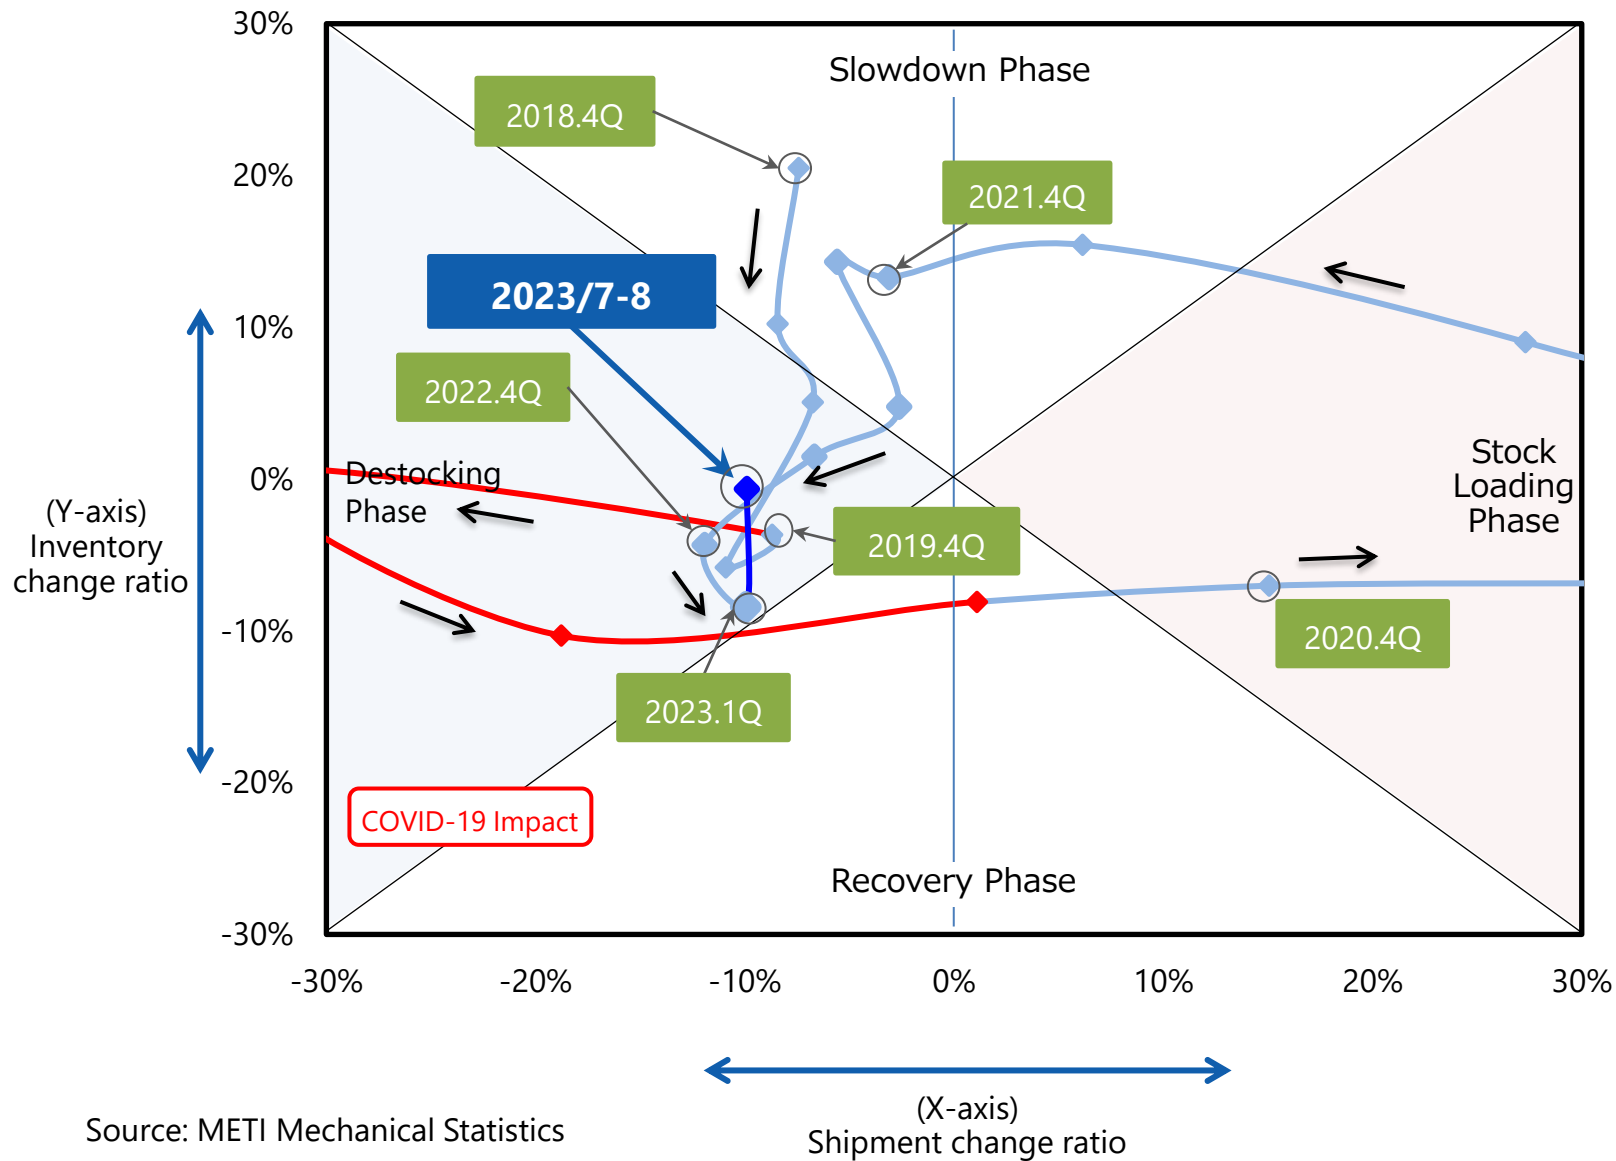 30%
Slowdown Phase
2018.4Q
20%
2021.4Q
2023/7-8
10%
2022.4Q
Stock
Loading
Phase
0%
Destocking
Phase
(Y-axis)
Inventory
change ratio
2019.4Q
-10%
2020.4Q
2023.1Q
-20%
COVID-19 Impact
Recovery Phase
-30%
-30%
-20%
-10%
0%
10%
20%
30%
(X-axis)
Shipment change ratio
Source: METI Mechanical Statistics